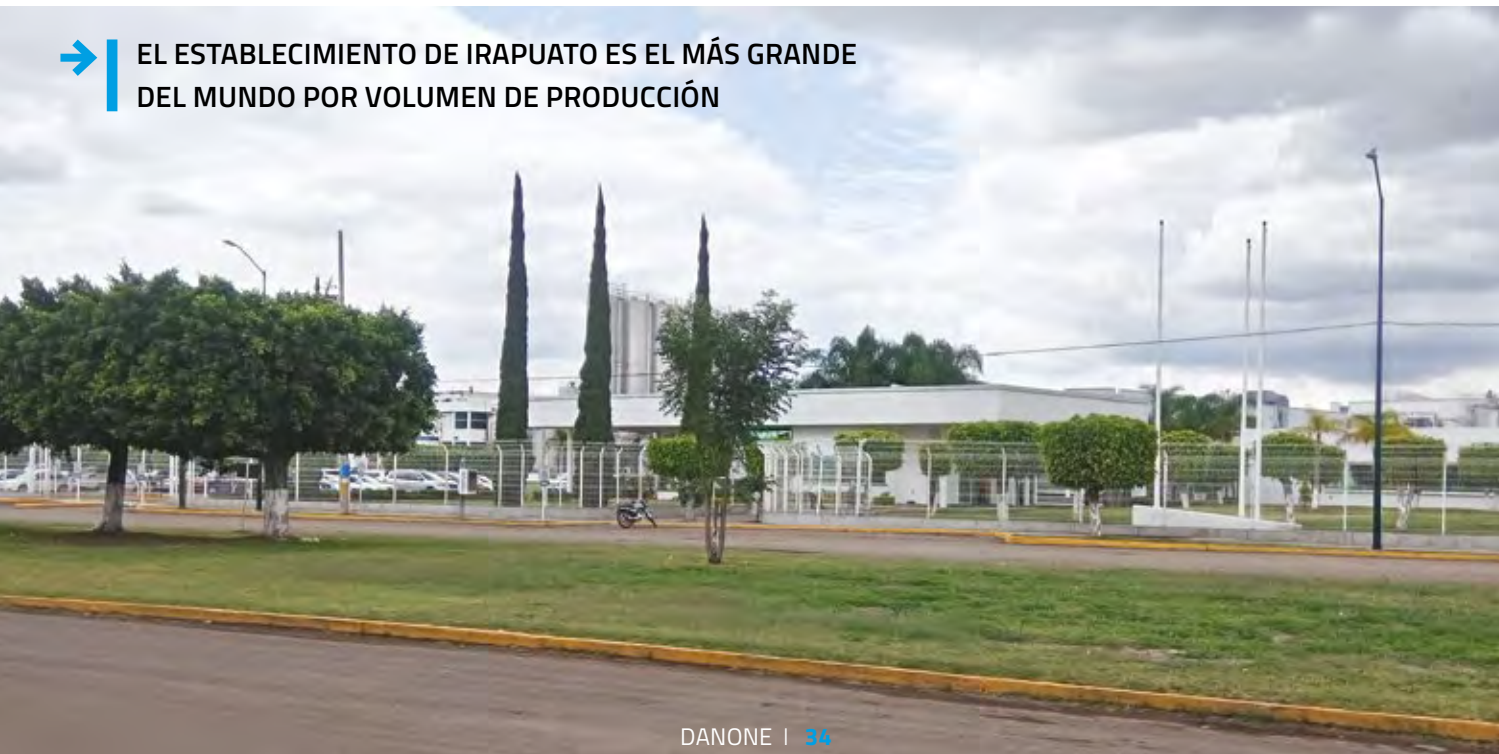 EL ESTABLECIMIENTO DE IRAPUATO ES EL MÁS GRANDE
DEL MUNDO POR VOLUMEN DE PRODUCCIÓN
DANONE | 34